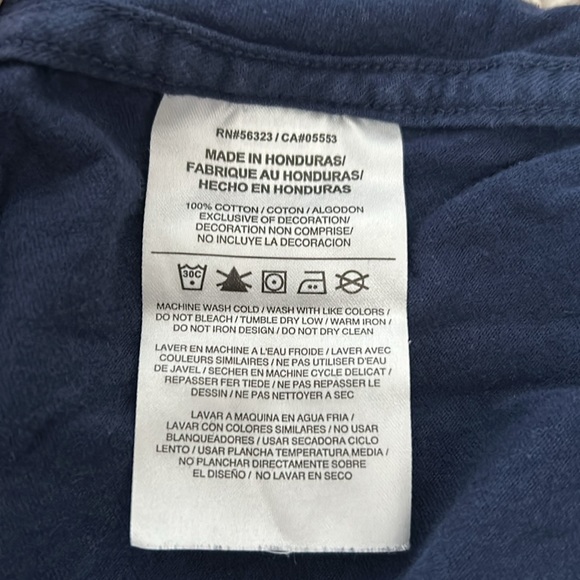 RN#56323 / CA#05553
MADE IN HONDURAS/
FABRIQUE AU HONDURAS/
HECHO EN HONDURAS
100% COTTON / COTON / ALGODON
EXCLUSIVE OF DECORATION/
DECORATION NON COMPRISE/
NO INCLUYE LA DECORACION
30C
MACHINE WASH COLD / WASH WITH LIKE COLORS /
DO NOT BLEACH / TUMBLE DRY LOW / WARM IRON /
DO NOT IRON DESIGN / DO NOT DRY CLEAN
LAVER EN MACHINE A L'EAU FROIDE / LAVER AVEC
COULEURS SIMILAIRES / NE PAS UTILISER D'EAU
DE JAVEL / SECHER EN MACHINE CYCLE DELICAT /
REPASSER FER TIEDE / NE PAS REPASSER LE
DESSIN / NE PAS NETTOYER A SEC
LAVAR A MAQUINA EN AGUA FRIA /
LAVAR CON COLORES SIMILARES / NO USAR
BLANQUEADORES / USAR SECADORA CICLO
LENTO / USAR PLANCHA TEMPERATURA MEDIA /
NO PLANCHAR DIRECTAMENTE SOBRE
EL DISEÑO / NO LAVAR EN SECO